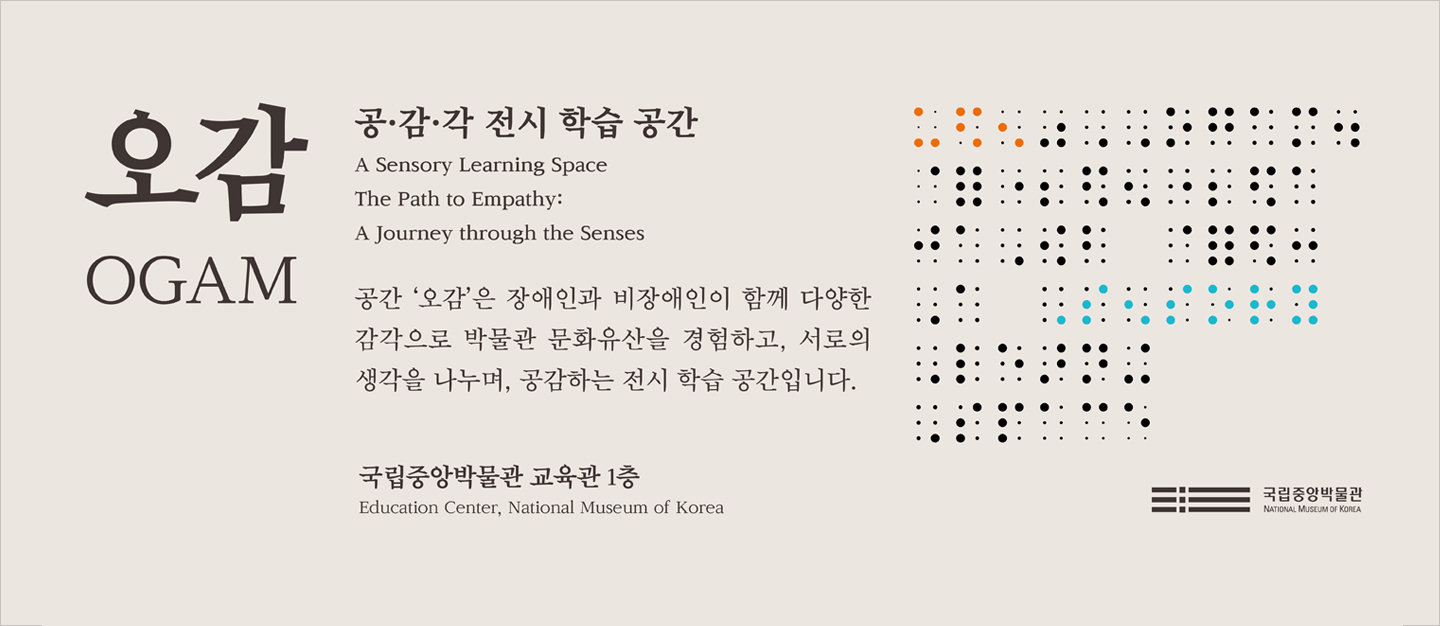 오감
OGAM
공·감·각 전시 학습 공간
A Sensory Learning Space
The Path to Empathy:
A Journey through the Senses
공간 ‘오감’은 장애인과 비장애인이 함께 다양한
감각으로 박물관 문화유산을 경험하고, 서로의
생각을 나누며, 공감하는 전시 학습 공간입니다.
국립중앙박물관 교육관 1층
Education Center, National Museum of Korea
국립중앙박물관
NATIONAL MUSEUM OF KOREA